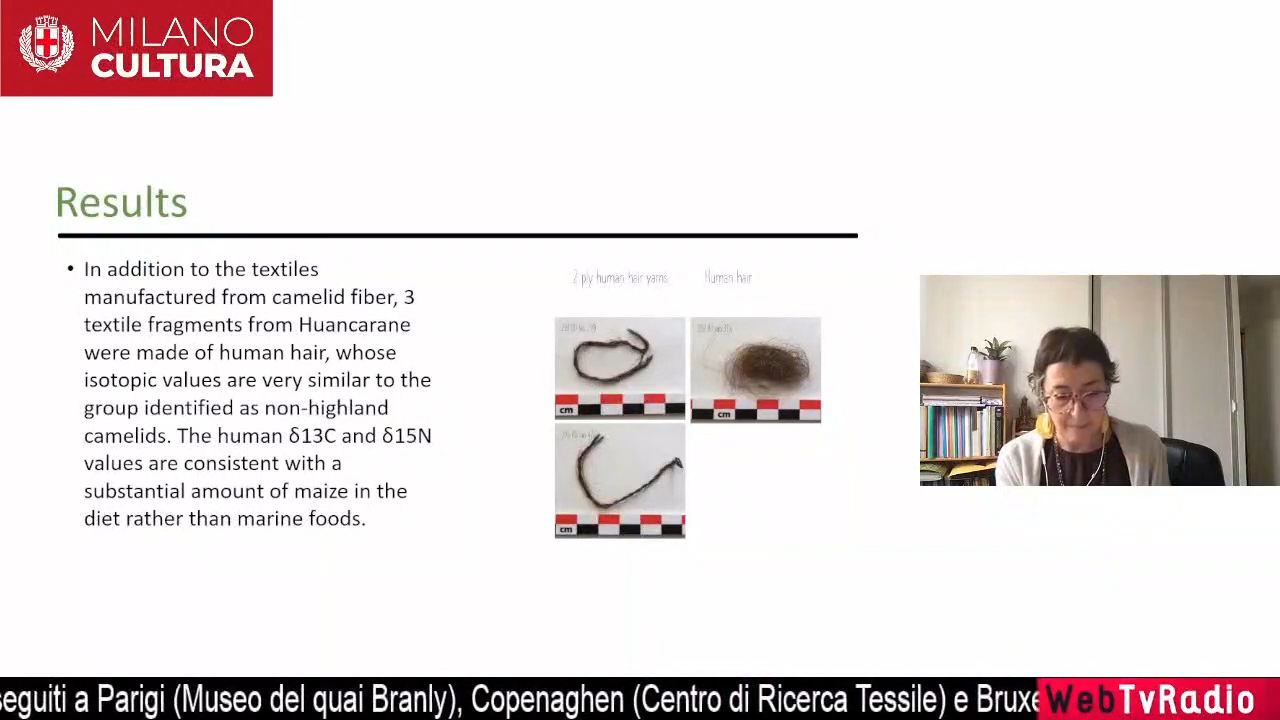 MILANO
CULTURA
Results
• In addition to the textiles
manufactured from camelid fiber, 3
textile fragments from Huancarane
were made of human hair, whose
isotopic values are very similar to the
group identified as non-highland
camelids. The human δ13C and δ15N
values are consistent with a
substantial amount of maize in the
diet rather than marine foods.
2 ply human hair yarns
Human hair
cm
cm
cm
seguiti a Parigi (Museo del quai Branly), Copenaghen (Centro di Ricerca Tessile) e Bruxe
WebTvRadio